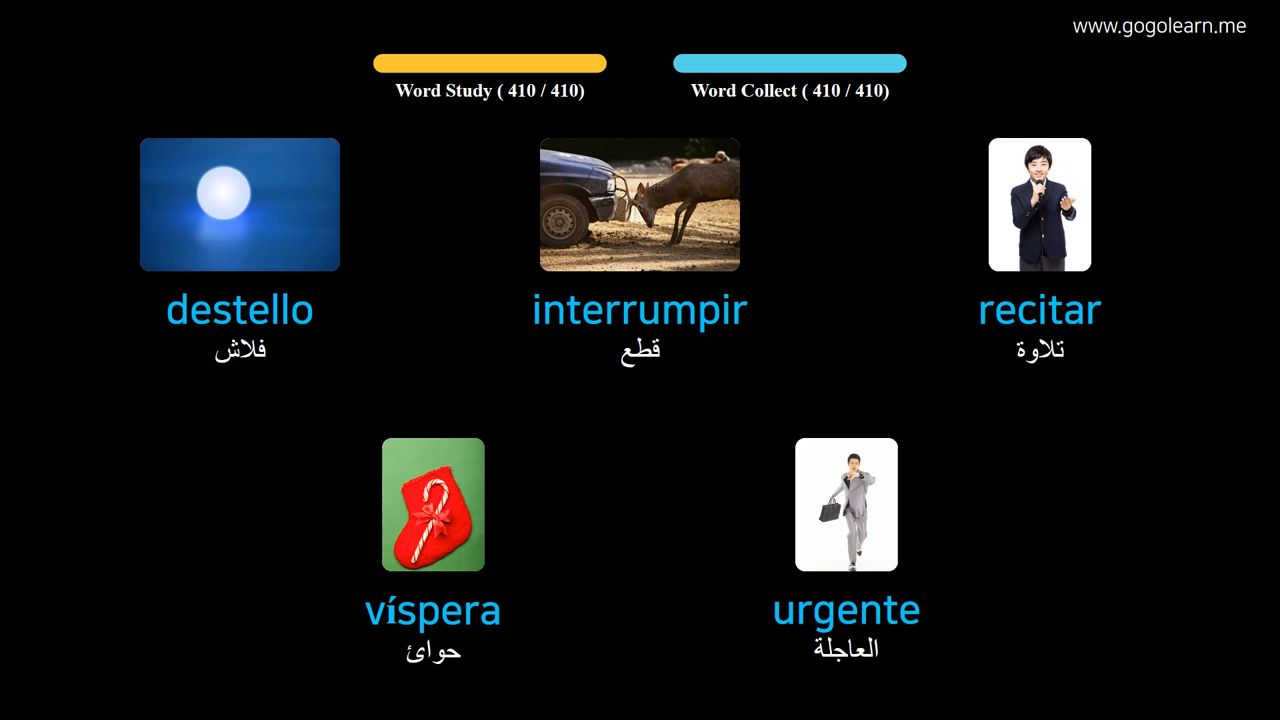 www.gogolearn.me
Word Study ( 410 / 410)
Word Collect ( 410 / 410)
destello
فلاش
interrumpir
قطع
recitar
تلاوة
víspera
حوائ
urgente
العاجلة